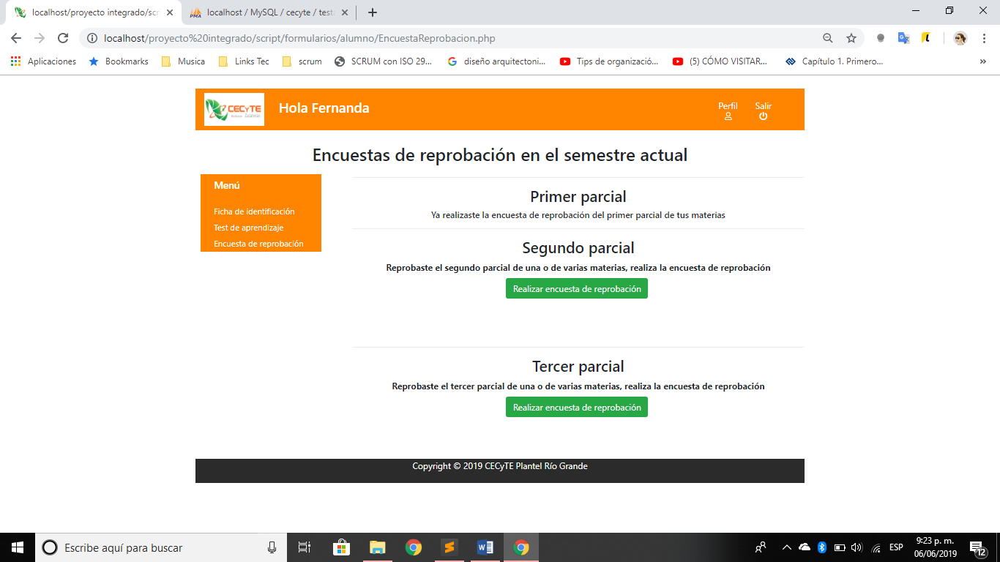 localhost/proyecto integrado/scr
localhost / MySQL / cecyte / test
localhost/proyecto%20integrado/script/formularios/alumno/EncuestaReprobacion.php
Aplicaciones
Bookmarks
Musica
Links Tec
scrum
SCRUM con ISO 29...
diseño arquitectoni...
Tips de organizació...
(5) CÓMO VISITAR...
Capítulo 1. Primero...
»
CECyTE
Hola Fernanda
Perfil
Salir
Encuestas de reprobación en el semestre actual
Menú
Ficha de identificación
Test de aprendizaje
Encuesta de reprobación
Primer parcial
Ya realizaste la encuesta de reprobación del primer parcial de tus materias
Segundo parcial
Reprobaste el segundo parcial de una o de varias materias, realiza la encuesta de reprobación
Realizar encuesta de reprobación
Tercer parcial
Reprobaste el tercer parcial de una o de varias materias, realiza la encuesta de reprobación
Realizar encuesta de reprobación
Copyright © 2019 CECyTE Plantel Río Grande
Escribe aquí para buscar
ESP
9:23 p. m.
06/06/2019
12